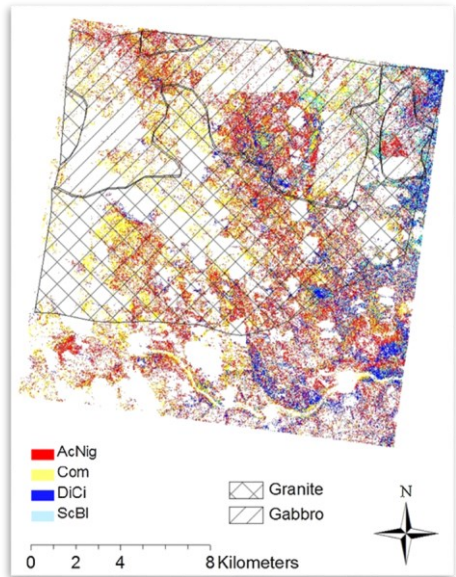 AcNig
Com
DiCi
ScBl
Granite
Gabbro
N
0 2 4 8 Kilometers